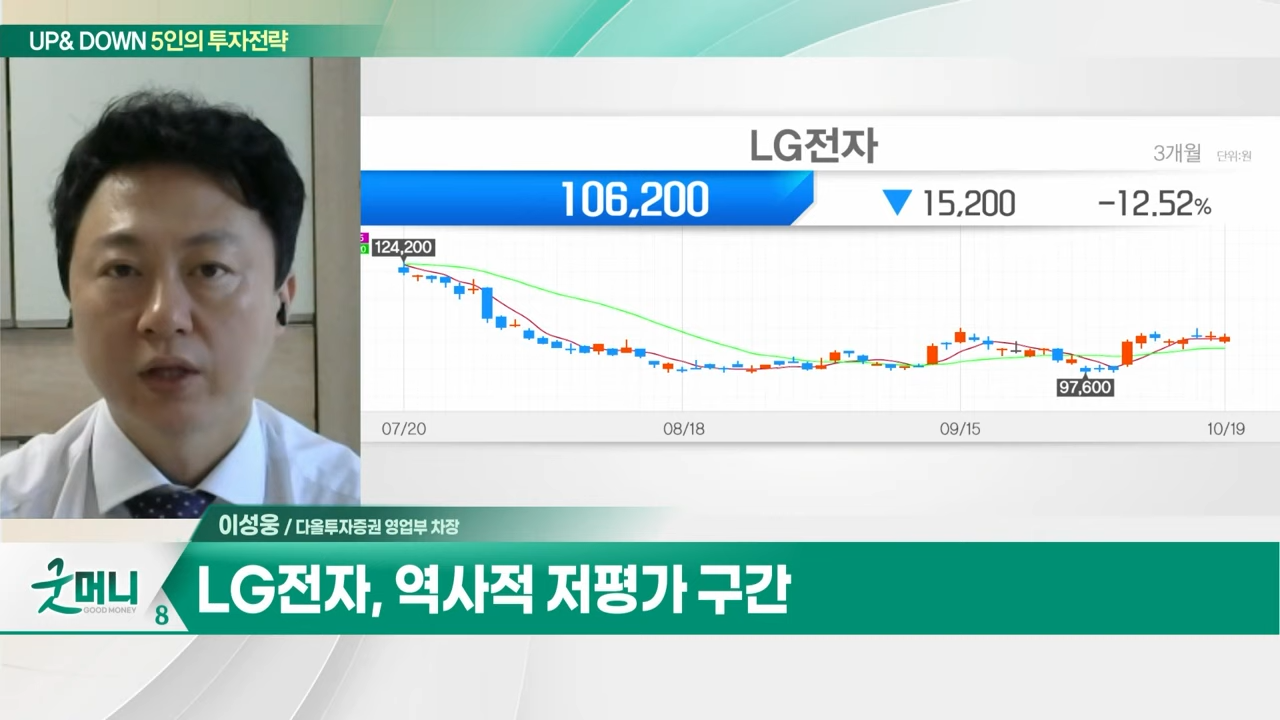 UP& DOWN 5인의 투자전략
LG전자
3개월 단위:원
106,200 ▼ 15,200 -12.52%
124,200
97,600
07/20 08/18 09/15 10/19
이성웅 / 다올투자증권 영업부 차장
굿머니
GOOD MONEY
8
LG전자, 역사적 저평가 구간